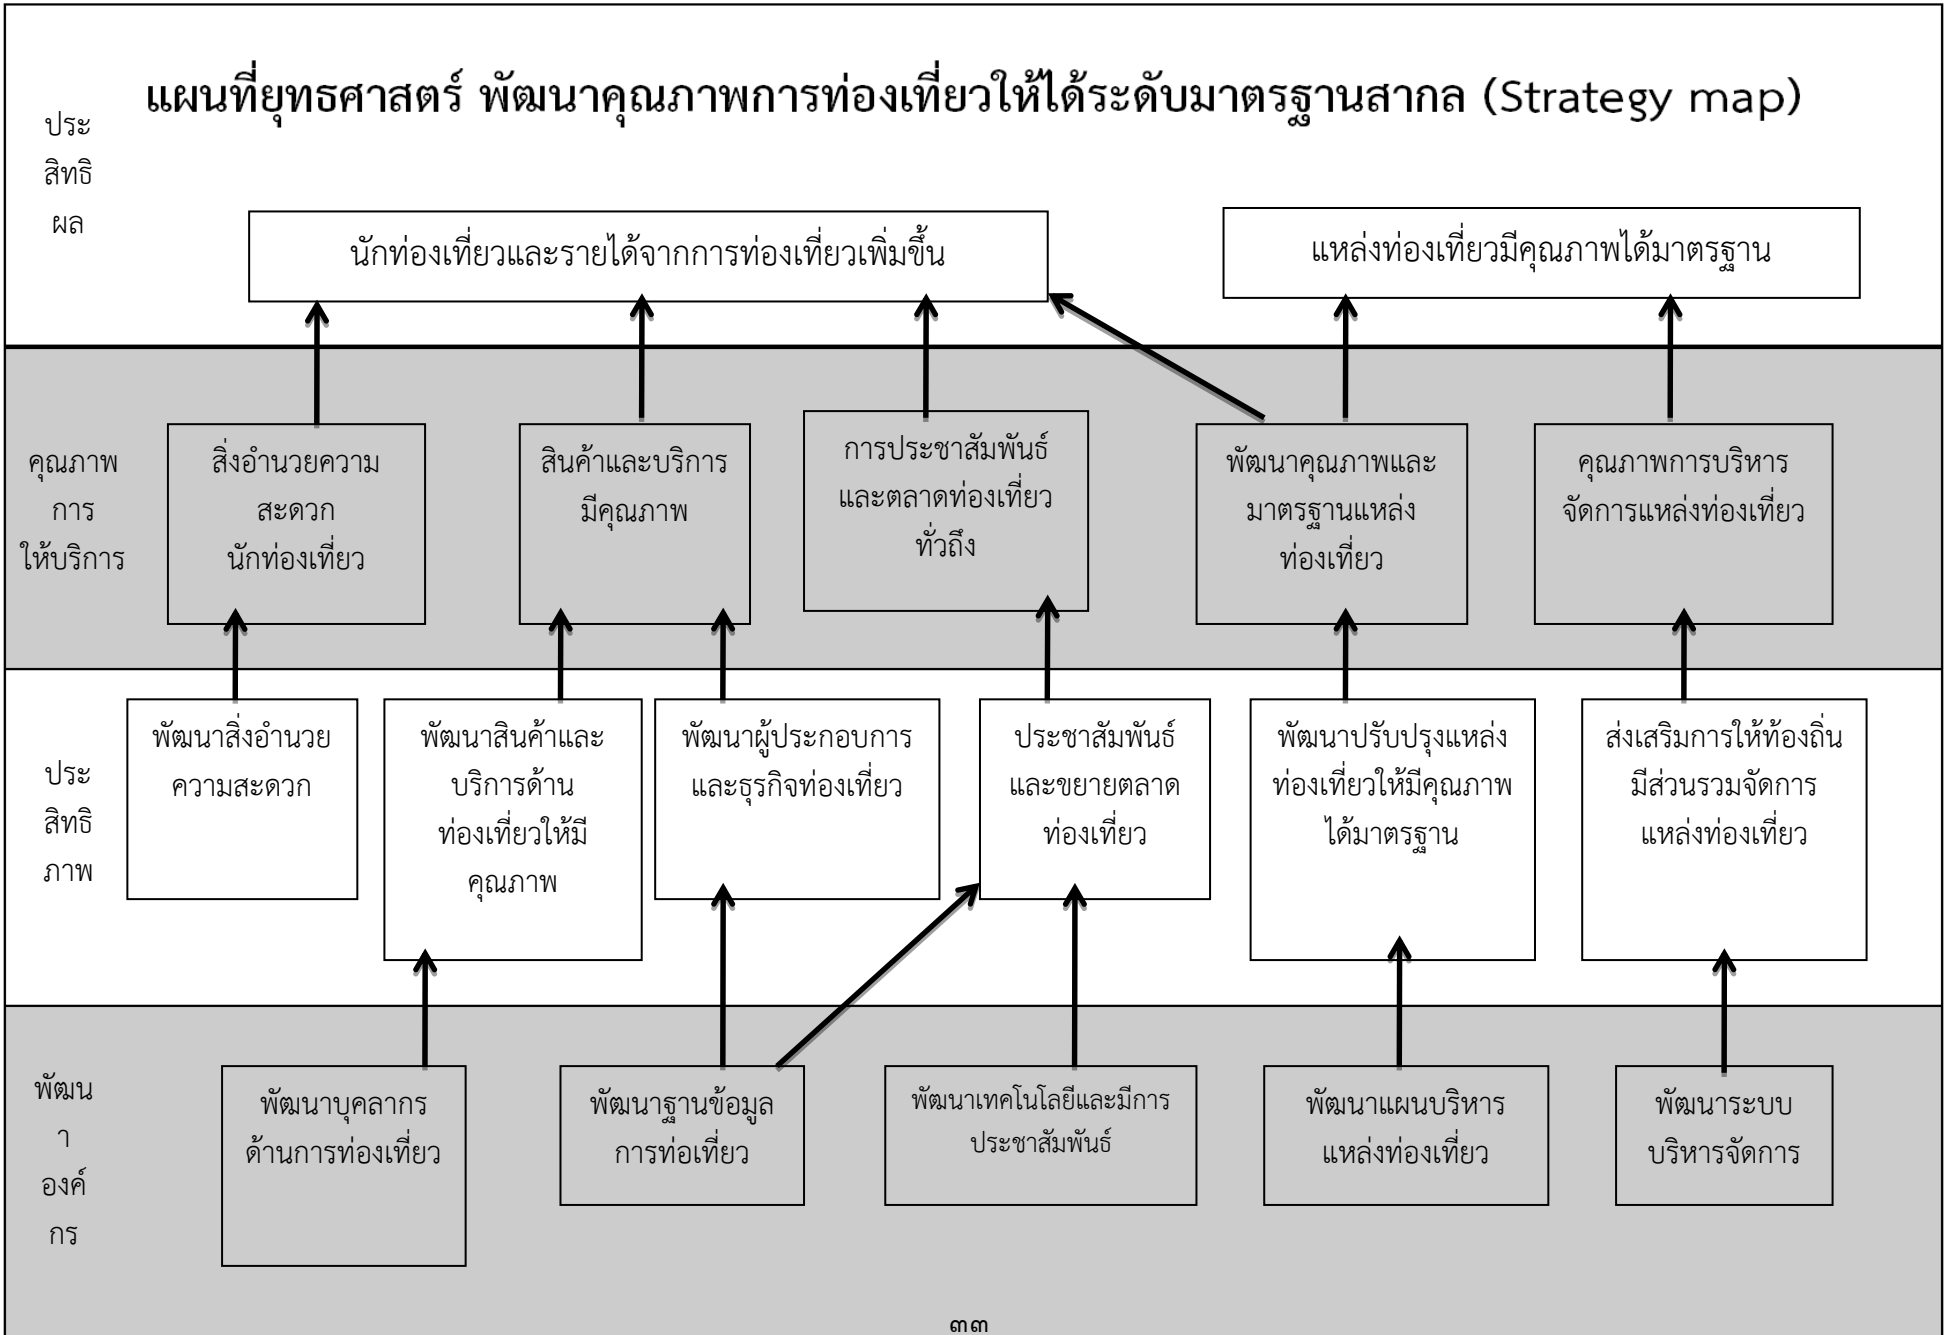 แผนที่ยุทธศาสตร์ พัฒนาคุณภาพการท่องเที่ยวให้ได้ระดับมาตรฐานสากล (Strategy map)
ประ
สิทธิ
ผล
นักท่องเที่ยวและรายได้จากการท่องเที่ยวเพิ่มขึ้น
แหล่งท่องเที่ยวมีคุณภาพได้มาตรฐาน
คุณภาพ
การ
ให้บริการ
สิ่งอำนวยความ
สะดวก
นักท่องเที่ยว
สินค้าและบริการ
มีคุณภาพ
การประชาสัมพันธ์
และตลาดท่องเที่ยว
ทั่วถึง
พัฒนาคุณภาพและ
มาตรฐานแหล่ง
ท่องเที่ยว
คุณภาพการบริหาร
จัดการแหล่งท่องเที่ยว
ประ
สิทธิ
ภาพ
พัฒนาสิ่งอำนวย
ความสะดวก
พัฒนาสินค้าและ
บริการด้าน
ท่องเที่ยวให้มี
คุณภาพ
พัฒนาผู้ประกอบการ
และธุรกิจท่องเที่ยว
ประชาสัมพันธ์
และขยายตลาด
ท่องเที่ยว
พัฒนาปรับปรุงแหล่ง
ท่องเที่ยวให้มีคุณภาพ
ได้มาตรฐาน
ส่งเสริมการให้ท้องถิ่น
มีส่วนรวมจัดการ
แหล่งท่องเที่ยว
พัฒน
า
องค์
กร
พัฒนาบุคลากร
ด้านการท่องเที่ยว
พัฒนาฐานข้อมูล
การท่อเที่ยว
พัฒนาเทคโนโลยีและมีการ
ประชาสัมพันธ์
พัฒนาแผนบริหาร
แหล่งท่องเที่ยว
พัฒนาระบบ
บริหารจัดการ
๓๓